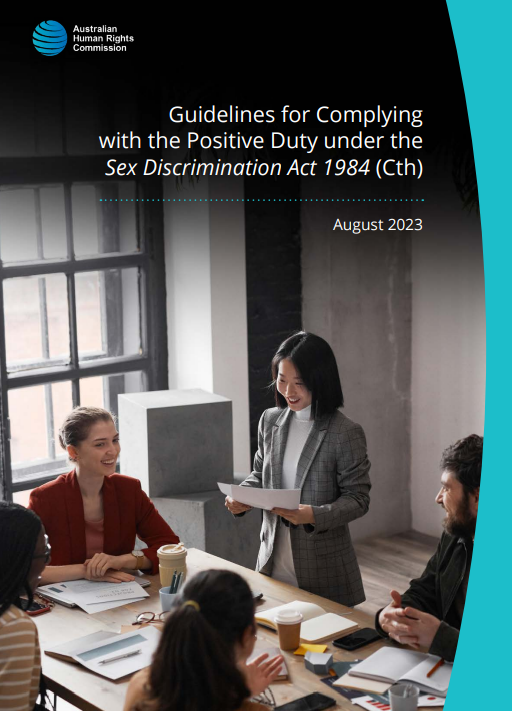 Australian
Human Rights
Commission
Guidelines for Complying
with the Positive Duty under the
Sex Discrimination Act 1984 (Cth)
August 2023